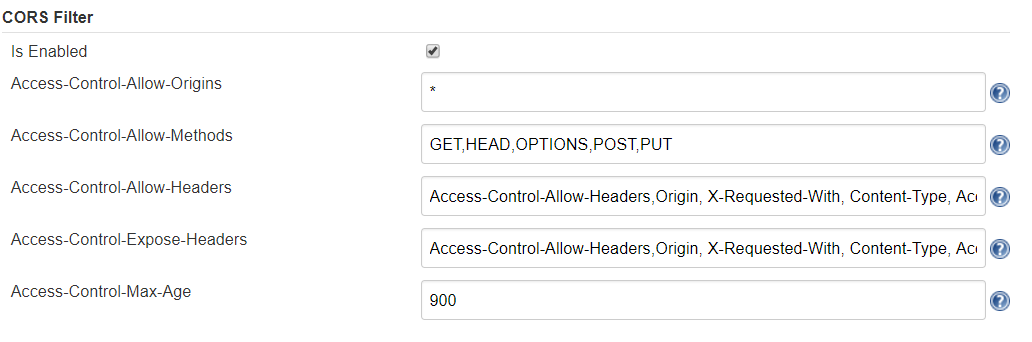 CORS Filter
Is Enabled
Access-Control-Allow-Origins
*
Access-Control-Allow-Methods
GET,HEAD,OPTIONS,POST,PUT
Access-Control-Allow-Headers
Access-Control-Allow-Headers,Origin, X-Requested-With, Content-Type,
Access-Control-Expose-Headers
Access-Control-Allow-Headers,Origin, X-Requested-With, Content-Type,
Access-Control-Max-Age
900